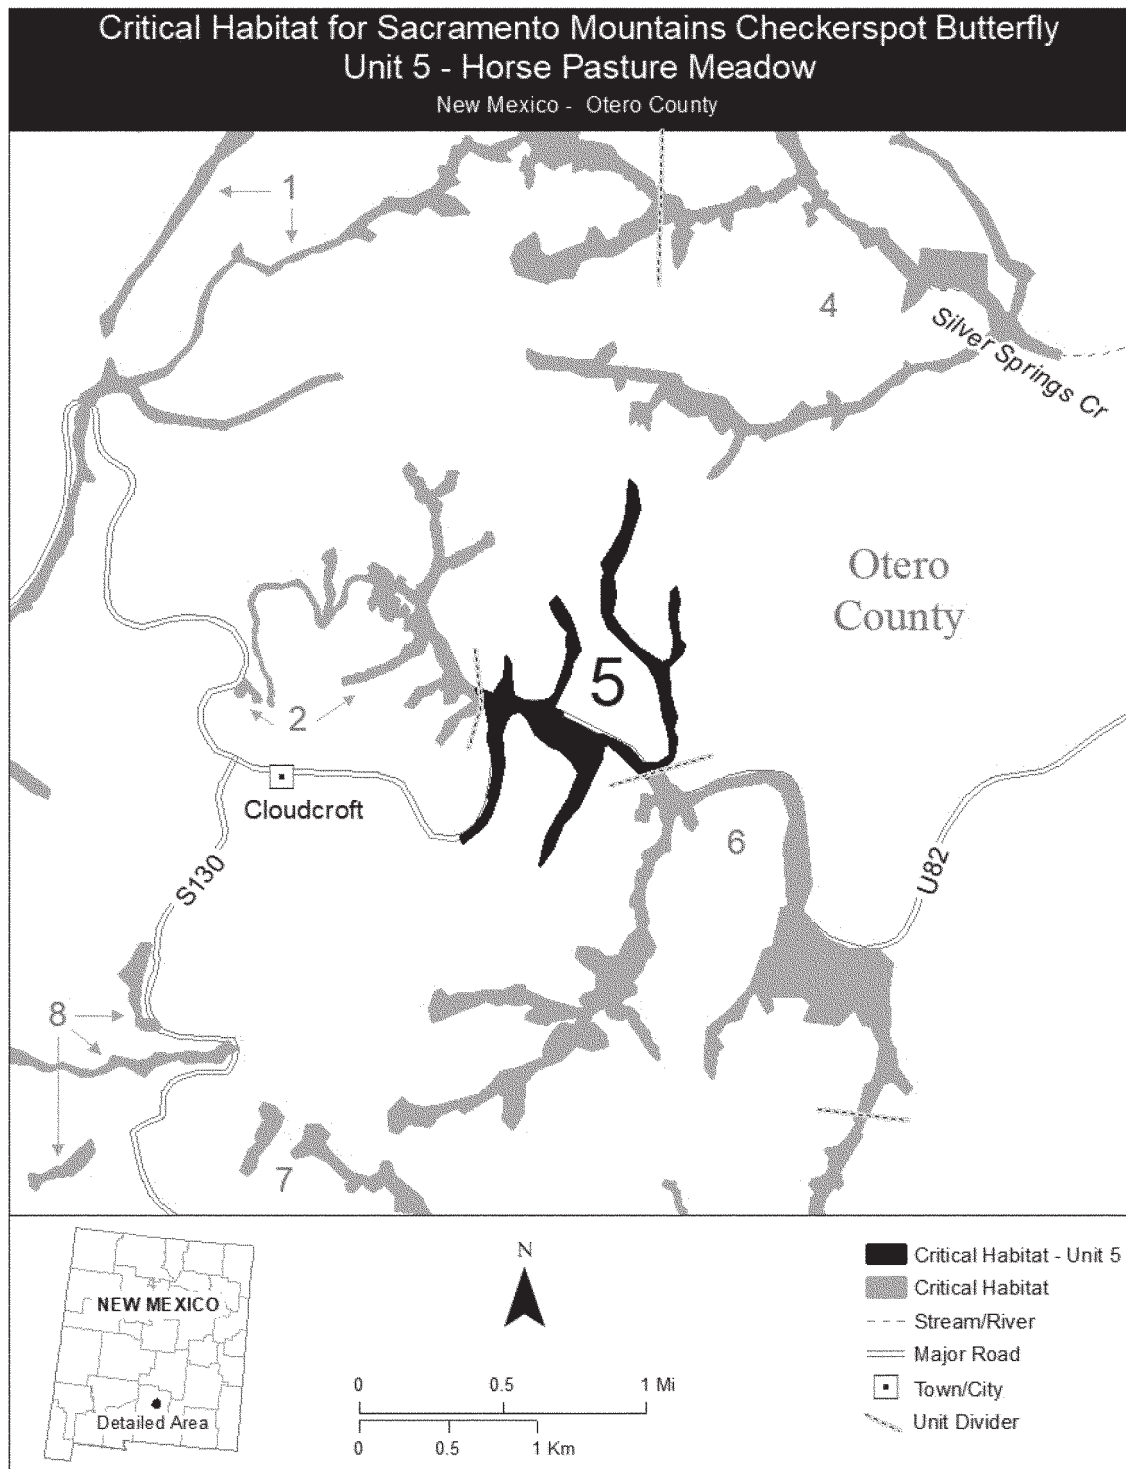 Critical Habitat for Sacramento Mountains Checkerspot Butterfly
Unit 5 - Horse Pasture Meadow
New Mexico - Otero County
1
4
Silver Springs Cr
Otero
County
5
2
Cloudcroft
6
S130
U82
8
7
NEW MEXICO
Detailed Area
N
0 0.5 1 Mi
0 0.5 1 Km
Critical Habitat - Unit 5
Critical Habitat
Stream/River
Major Road
Town/City
Unit Divider